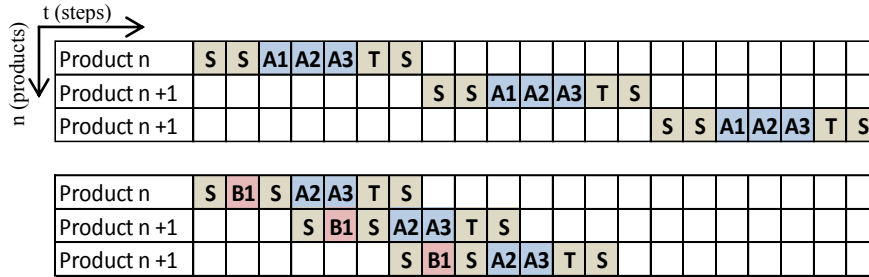 t (steps)
n (products)
Product n S S A1 A2 A3 T S
Product n +1 S S A1 A2 A3 T S
Product n +1 S S A1 A2 A3 T S
Product n S B1 S A2 A3 T S
Product n +1 S B1 S A2 A3 T S
Product n +1 S B1 S A2 A3 T S